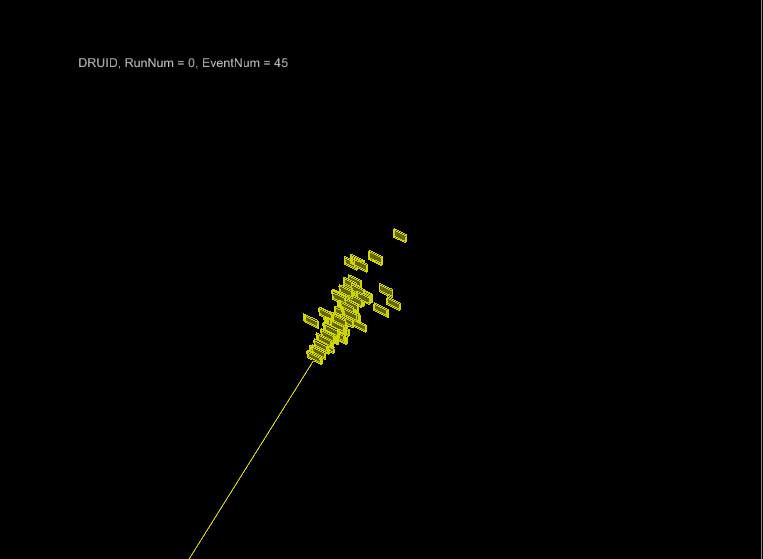 DRUID, RunNum = 0, EventNum = 45